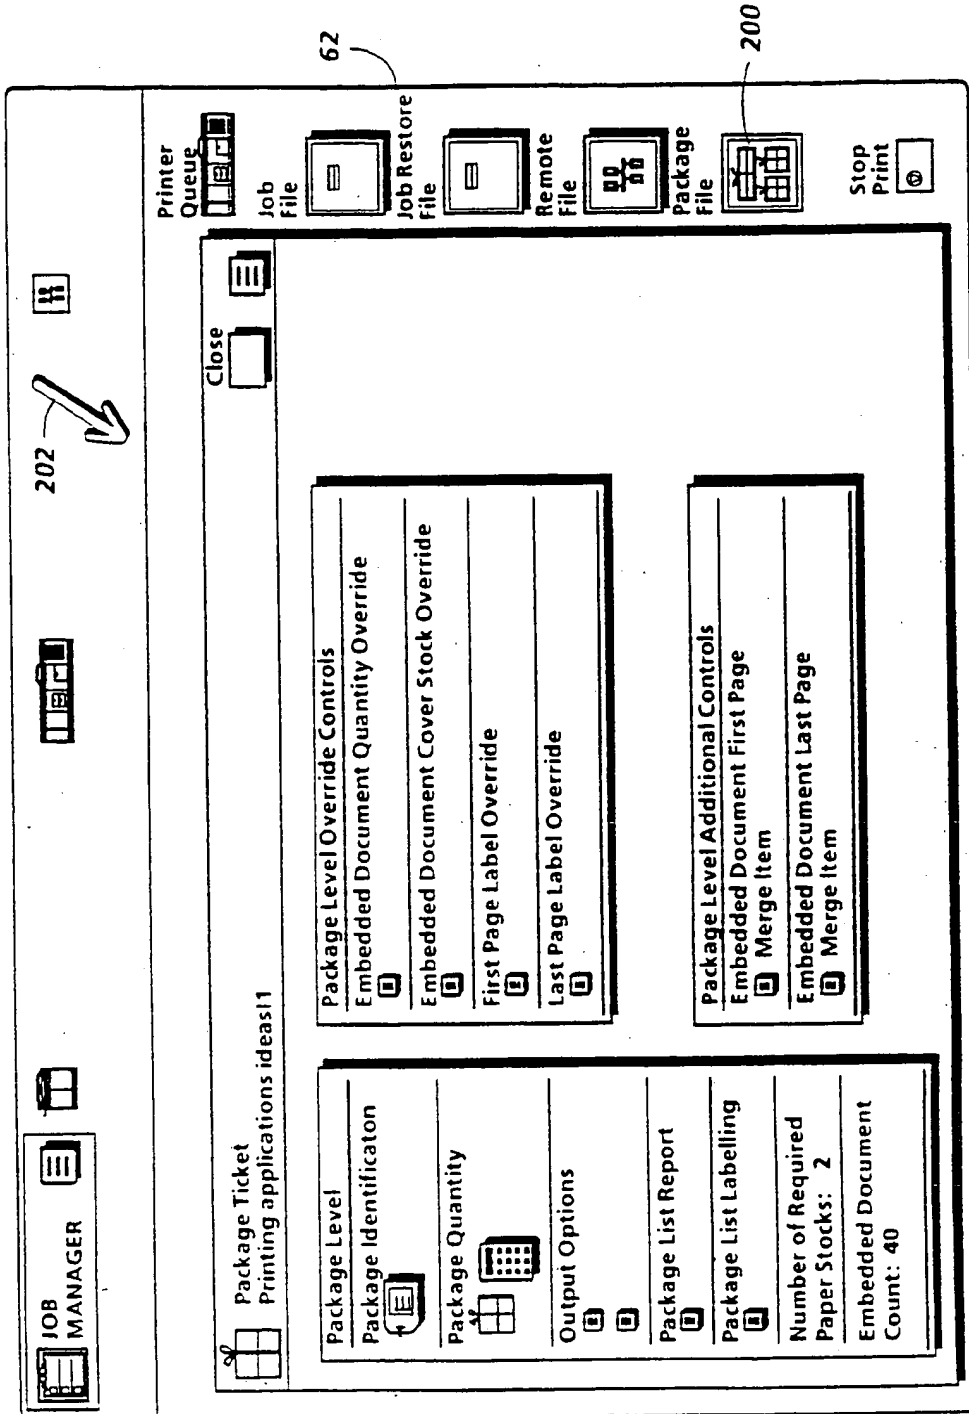 JOB
MANAGER
202
62
200
Printer
Queue
Job
File
Job Restore
File
Remote
File
Package
File
Stop
Print
Package Ticket
Printing applications ideas!1
Close
Package Level
Package Identificaton
Package Quantity
Output Options
Package List Report
Package List Labelling
Number of Required
Paper Stocks: 2
Embedded Document
Count: 40
Package Level Override Controls
Embedded Document Quantity Override
Embedded Document Cover Stock Override
First Page Label Override
Last Page Label Override
Package Level Additional Controls
Embedded Document First Page
Merge Item
Embedded Document Last Page
Merge Item